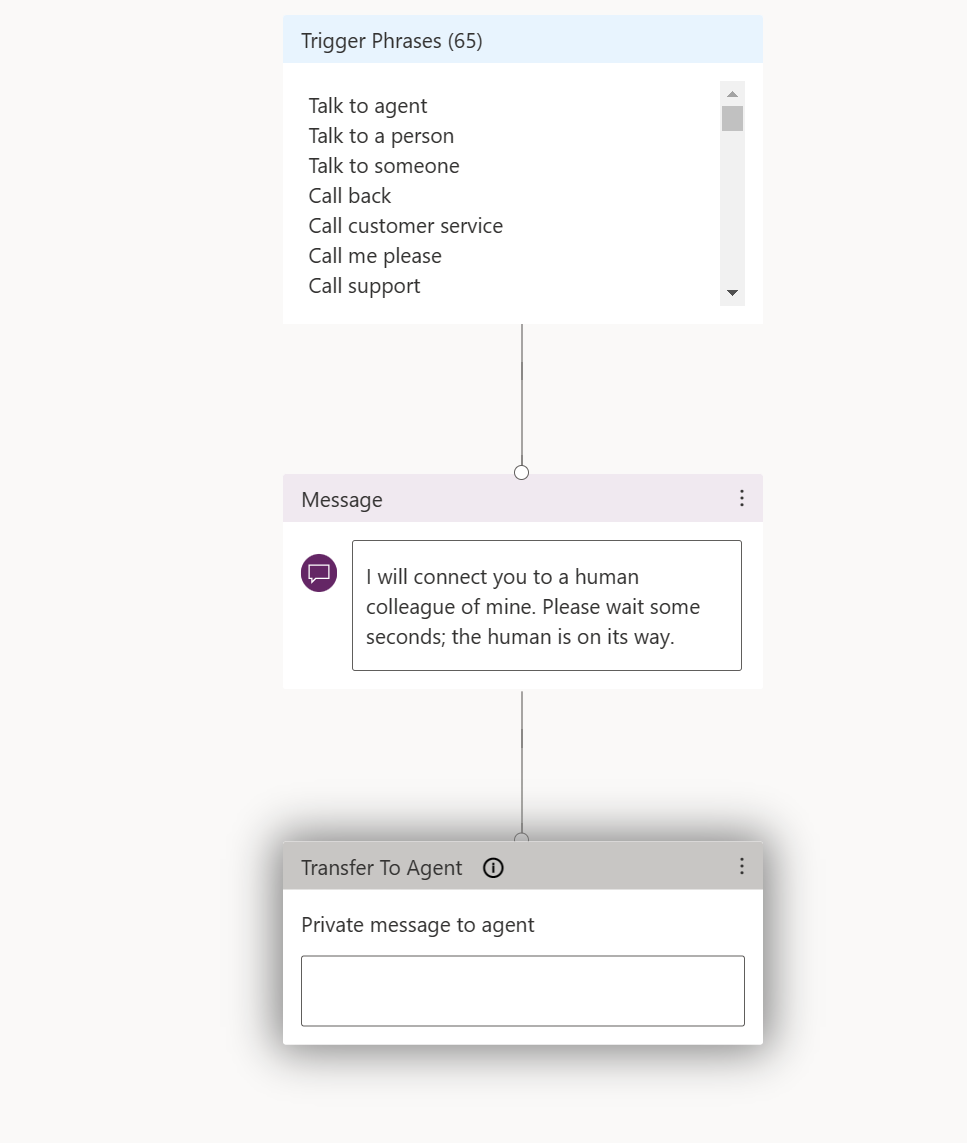 Trigger Phrases (65)
Talk to agent
Talk to a person
Talk to someone
Call back
Call customer service
Call me please
Call support
Message
I will connect you to a human
colleague of mine. Please wait some
seconds; the human is on its way.
Transfer To Agent
Private message to agent